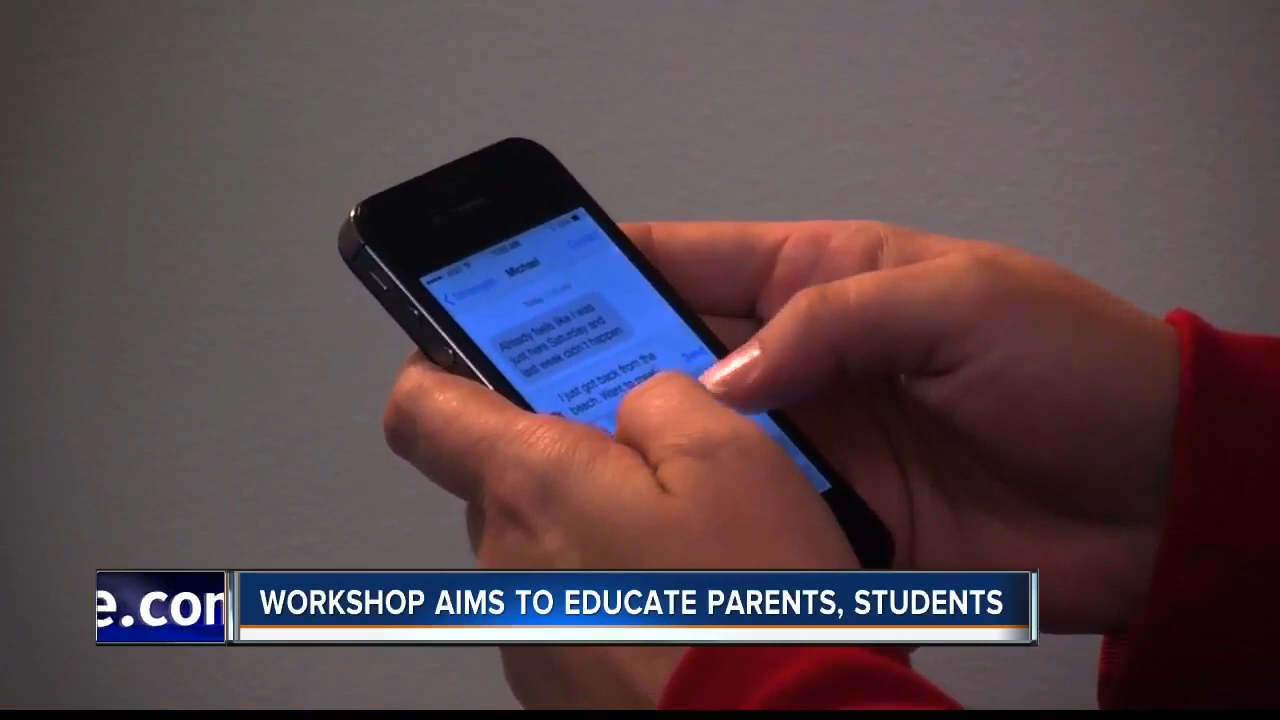 Michael
Already feels like I was
just here Saturday and
last week didn't happen
I just got back from the
beach. Want to
e.con
WORKSHOP AIMS TO EDUCATE PARENTS, STUDENTS